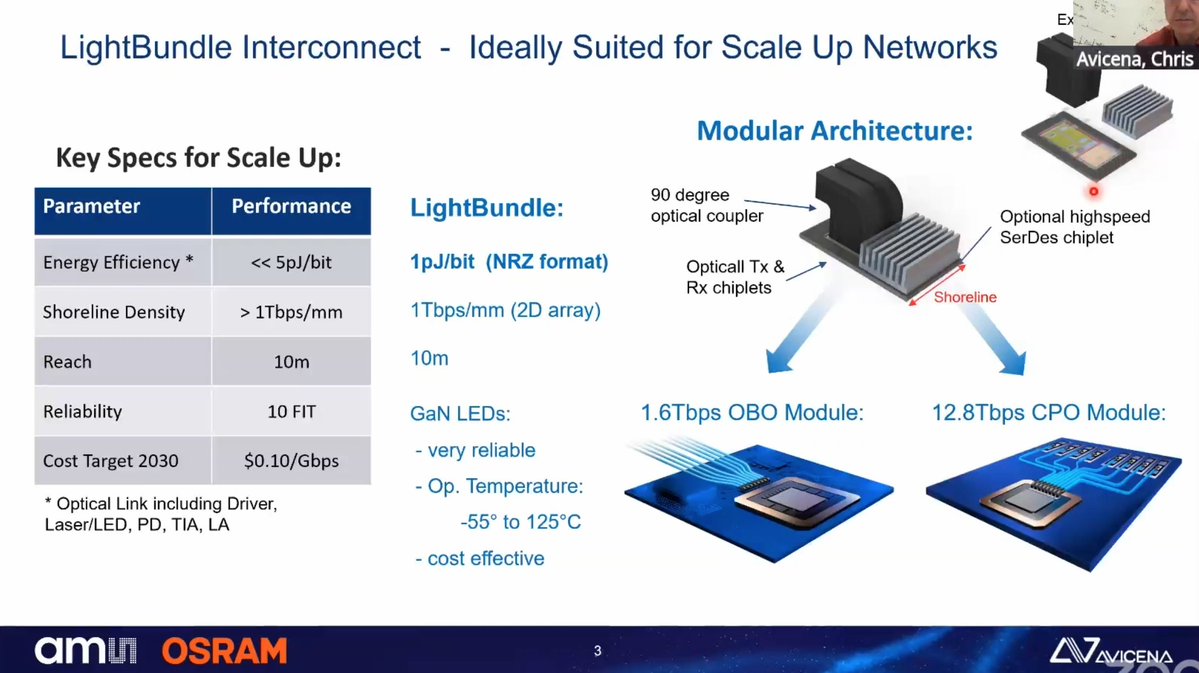 LightBundle Interconnect - Ideally Suited for Scale Up Networks
Ex
Avicena, Chris
Key Specs for Scale Up:
Parameter Performance
Energy Efficiency * << 5pJ/bit
Shoreline Density > 1Tbps/mm
Reach 10m
Reliability 10 FIT
Cost Target 2030 $0.10/Gbps
* Optical Link including Driver,
Laser/LED, PD, TIA, LA
LightBundle:
1pJ/bit (NRZ format)
1Tbps/mm (2D array)
10m
GaN LEDs:
- very reliable
- Op. Temperature:
-55° to 125°C
- cost effective
Modular Architecture:
90 degree
optical coupler
Opticall Tx &
Rx chiplets
Optional highspeed
SerDes chiplet
Shoreline
1.6Tbps OBO Module:
12.8Tbps CPO Module:
amu OSRAM
3
AVICENA